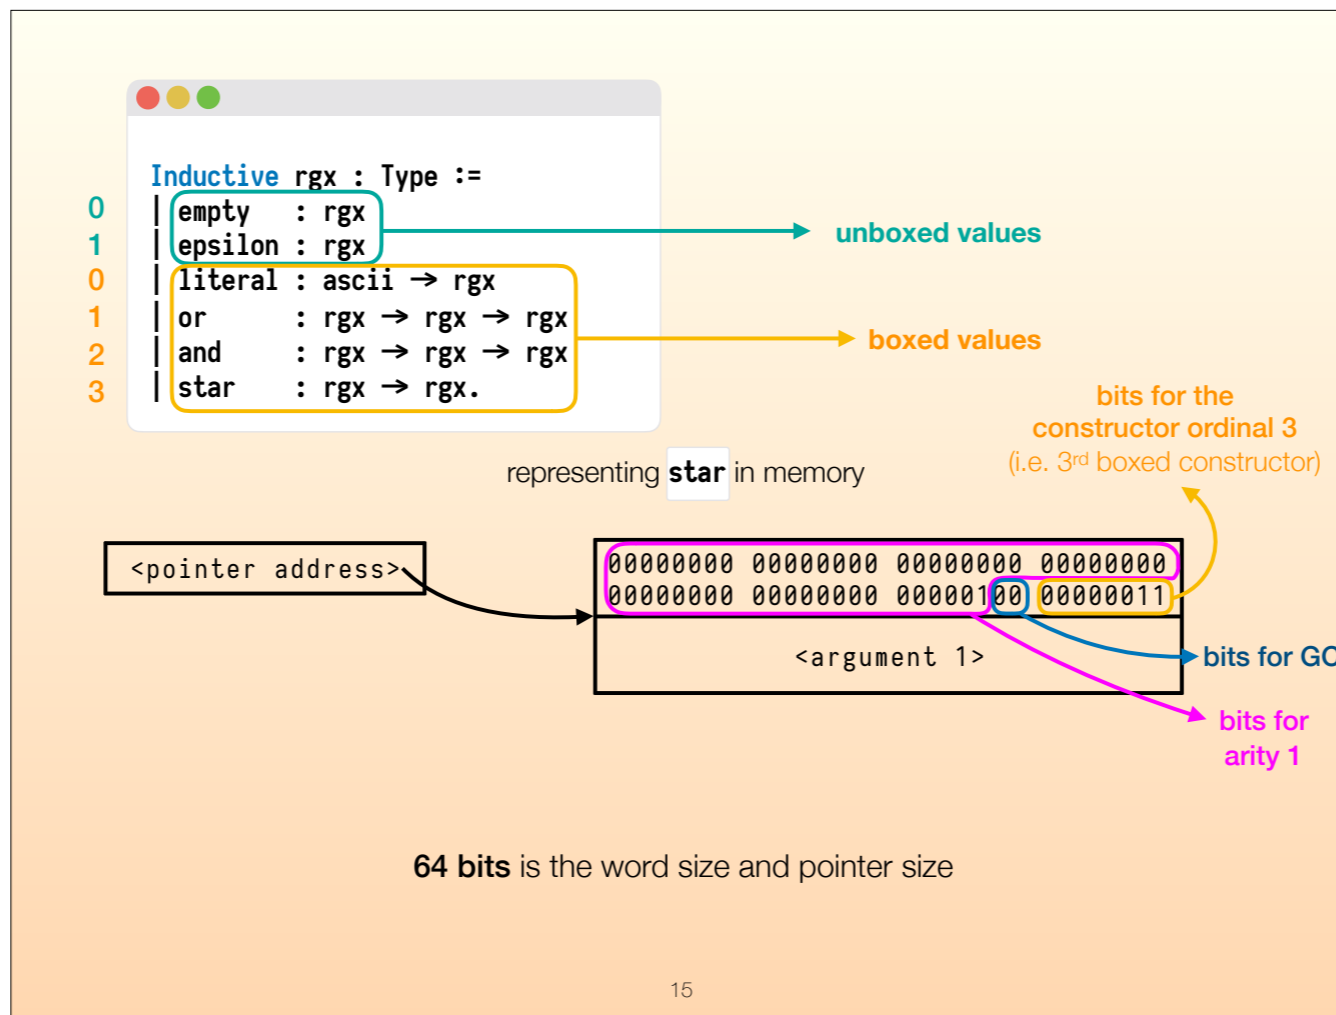 Inductive rgx : Type :=
0 | empty : rgx
1 | epsilon : rgx
0 | literal : ascii → rgx
1 | or : rgx → rgx → rgx
2 | and : rgx → rgx → rgx
3 | star : rgx → rgx.
unboxed values
boxed values
bits for the
constructor ordinal 3
(i.e. 3rd boxed constructor)
representing star in memory
<pointer address>
00000000 00000000 00000000 00000000
00000000 00000000 00000100 00000011
<argument 1>
bits for GC
bits for
arity 1
64 bits is the word size and pointer size
15